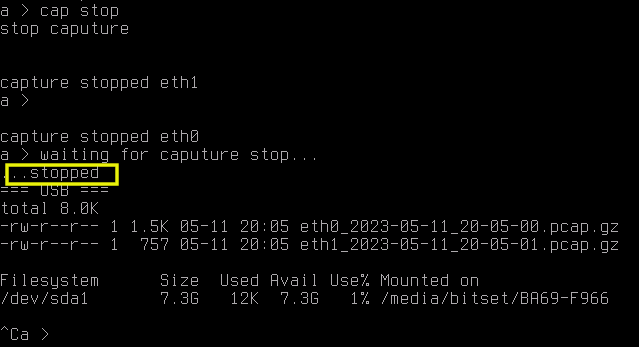 a > cap stop
stop caputure
capture stopped eth1
a >
capture stopped eth0
a > waiting for caputure stop...
...stopped
=== USB ===
total 8.0K
-rw-r--r-- 1 1.5K 05-11 20:05 eth0_2023-05-11_20-05-00.pcap.gz
-rw-r--r-- 1  757 05-11 20:05 eth1_2023-05-11_20-05-01.pcap.gz
Filesystem      Size  Used Avail Use% Mounted on
/dev/sda1       7.3G   12K  7.3G   1% /media/bitset/BA69-F966
^Ca >